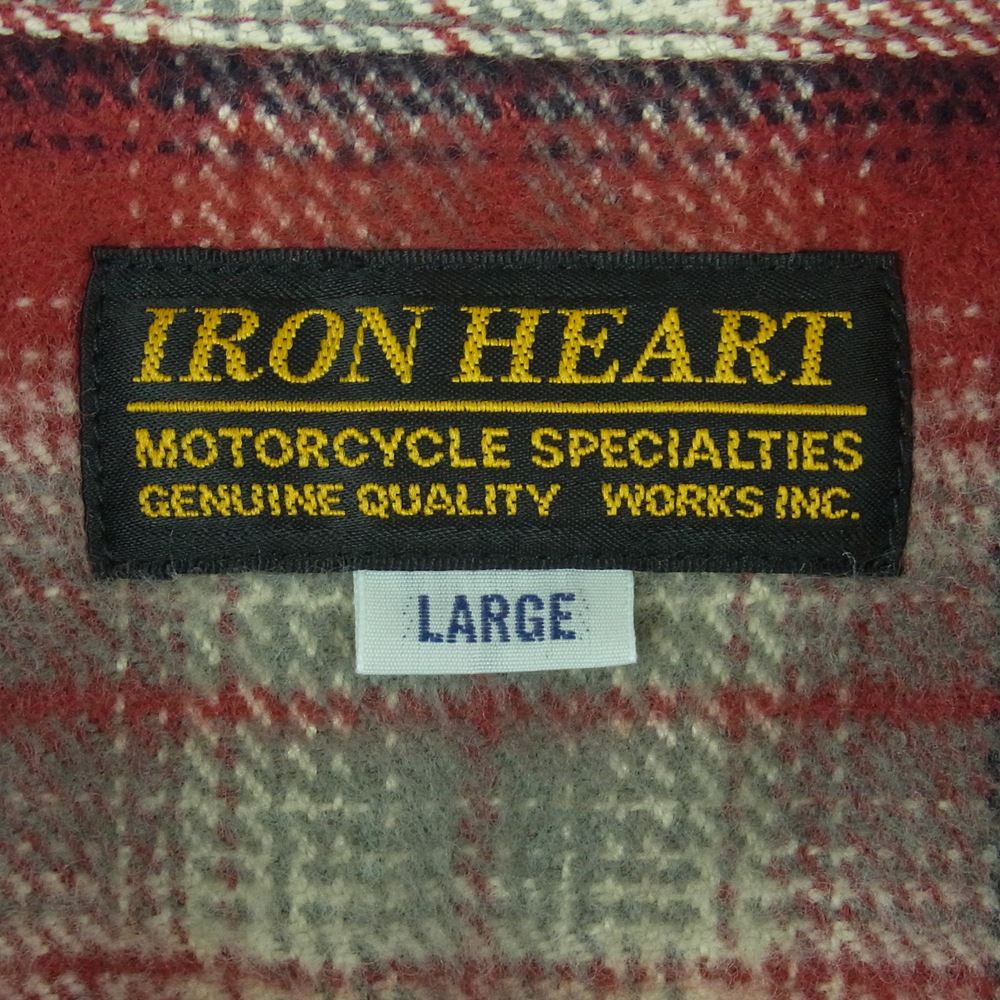 IRON HEART
MOTORCYCLE SPECIALTIES
GENUINE QUALITY WORKS INC.
LARGE